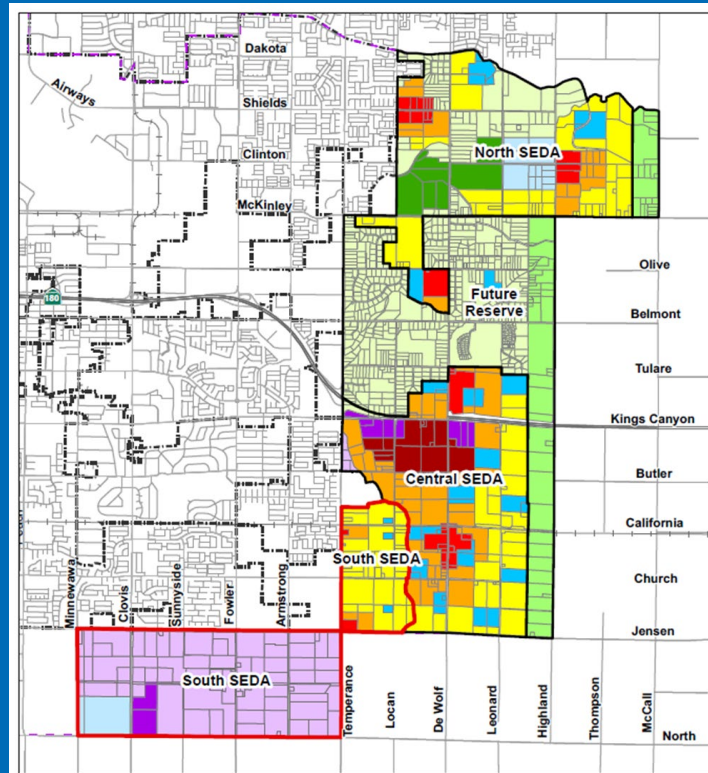 Dakota
Airways
Shields
Clinton
North SEDA
McKinley
Olive
180
Future
Reserve
Belmont
Tulare
Kings Canyon
Butler
Central SEDA
California
South SEDA
Church
Minnewawa
Clovis
Sunnyside
Fowler
Armstrong
Jensen
South SEDA
Temperance
Locan
De Wolf
Leonard
Highland
Thompson
McCall
North